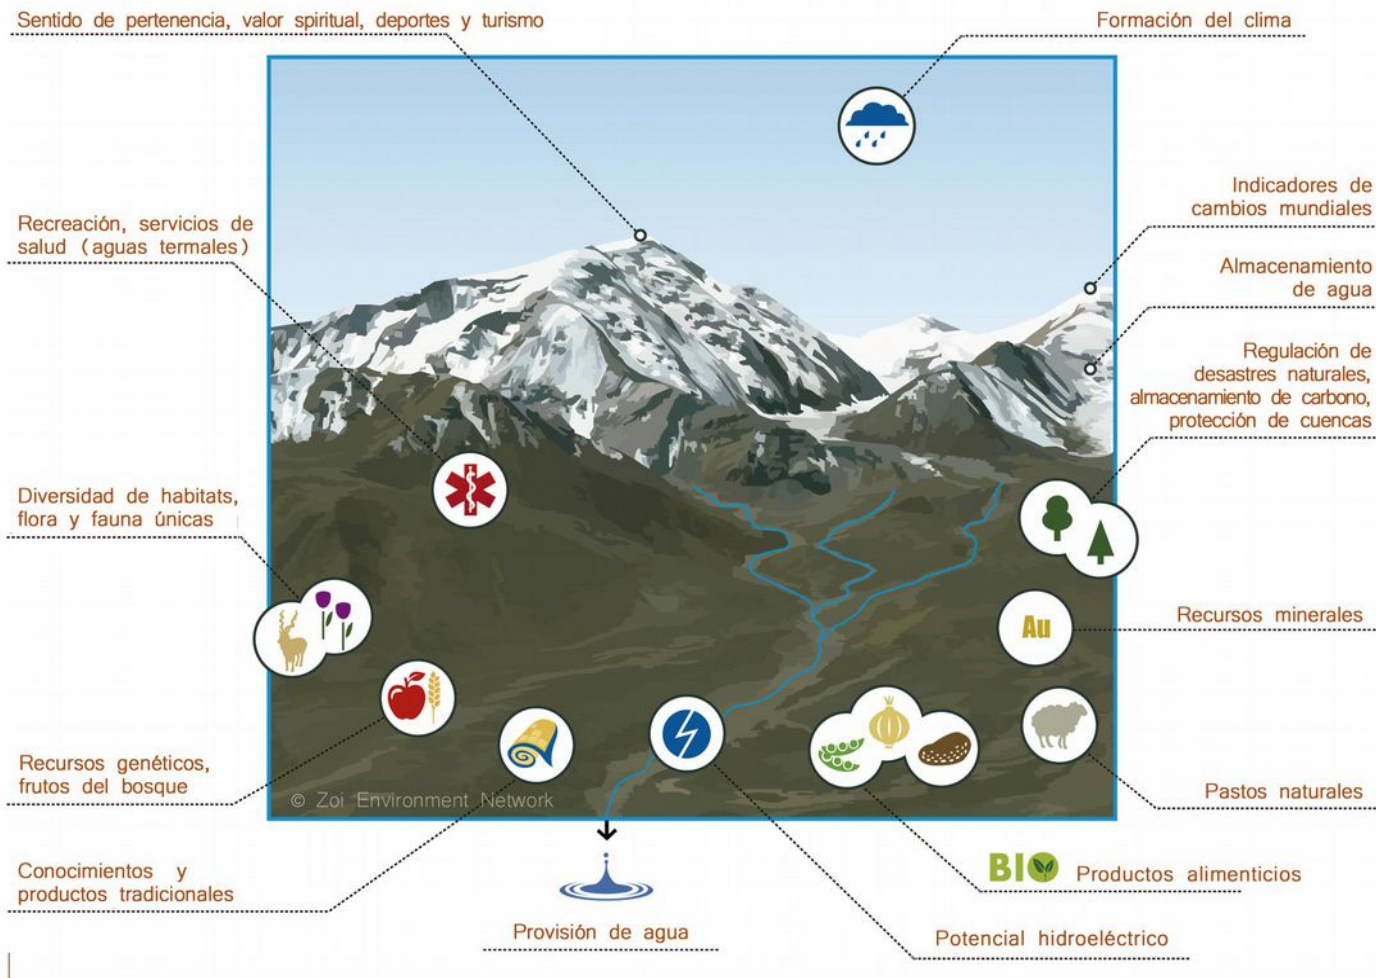 Sentido de pertenencia, valor spiritual, deportes y turismo
Formación del clima
Recreación, servicios de
salud (aguas termales)
Indicadores de
cambios mundiales
Almacenamiento
de agua
Regulación de
desastres naturales,
almacenamiento de carbono,
protección de cuencas
Diversidad de habitats,
flora y fauna únicas
Au
Recursos minerales
Recursos genéticos,
frutos del bosque
Pastos naturales
© Zoi Environment Network
Conocimientos y
productos tradicionales
BIO Productos alimenticios
Provisión de agua
Potencial hidroeléctrico